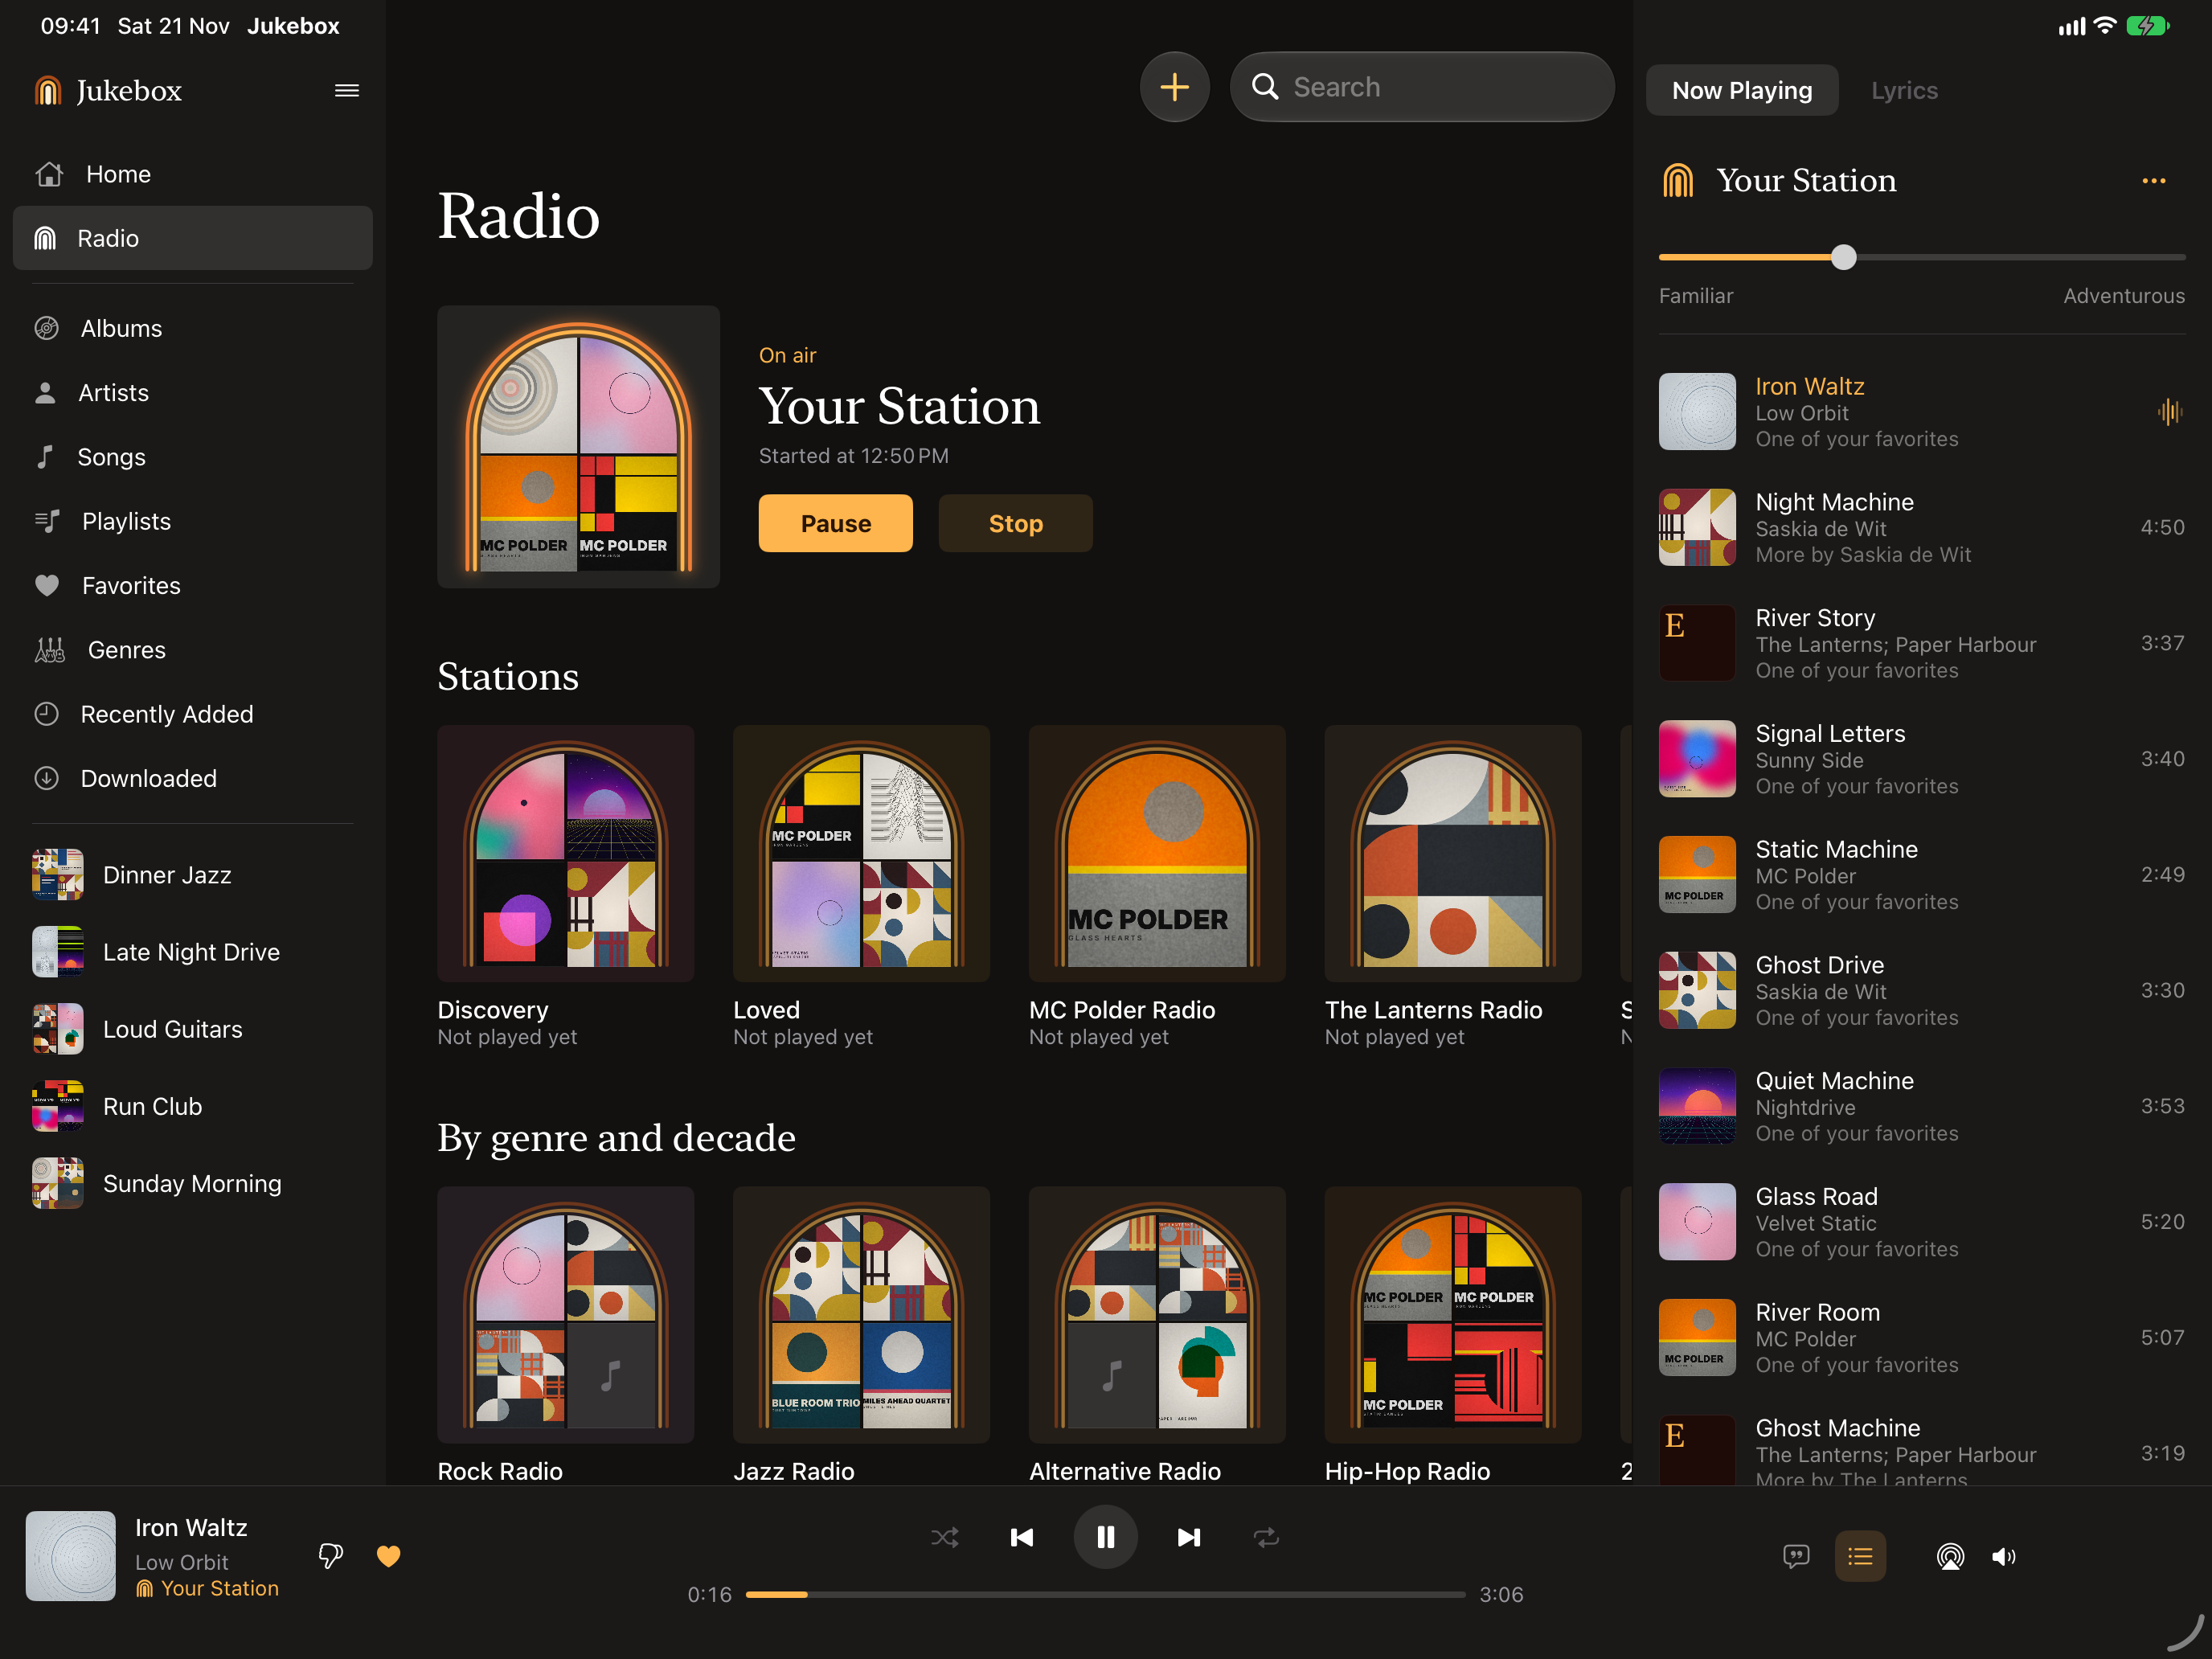 09:41 Sat 21 Nov Jukebox
Jukebox
Home
Radio
Albums
Artists
Songs
Playlists
Favorites
Genres
Recently Added
Downloaded
Dinner Jazz
Late Night Drive
Loud Guitars
Run Club
Sunday Morning
Search
Radio
MC POLDER
MC POLDER
On air
Your Station
Started at 12:50 PM
Pause
Stop
Stations
MC POLDER
MC POLDER
GLASS HEARTS
Discovery
Not played yet
Loved
Not played yet
MC Polder Radio
Not played yet
The Lanterns Radio
Not played yet
By genre and decade
BLUE ROOM TRIO
MILES AHEAD QUARTET
MC POLDER
MC POLDER
MC POLDER
Rock Radio
Jazz Radio
Alternative Radio
Hip-Hop Radio
Now Playing
Lyrics
Your Station
Familiar
Adventurous
Iron Waltz
Low Orbit
One of your favorites
Night Machine
Saskia de Wit
More by Saskia de Wit
4:50
E
River Story
The Lanterns; Paper Harbour
One of your favorites
3:37
Signal Letters
Sunny Side
One of your favorites
3:40
MC POLDER
Static Machine
MC Polder
One of your favorites
2:49
Ghost Drive
Saskia de Wit
One of your favorites
3:30
Quiet Machine
Nightdrive
One of your favorites
3:53
Glass Road
Velvet Static
One of your favorites
5:20
MC POLDER
River Room
MC Polder
One of your favorites
5:07
E
Ghost Machine
The Lanterns; Paper Harbour
More by The Lanterns
3:19
Iron Waltz
Low Orbit
Your Station
0:16
3:06